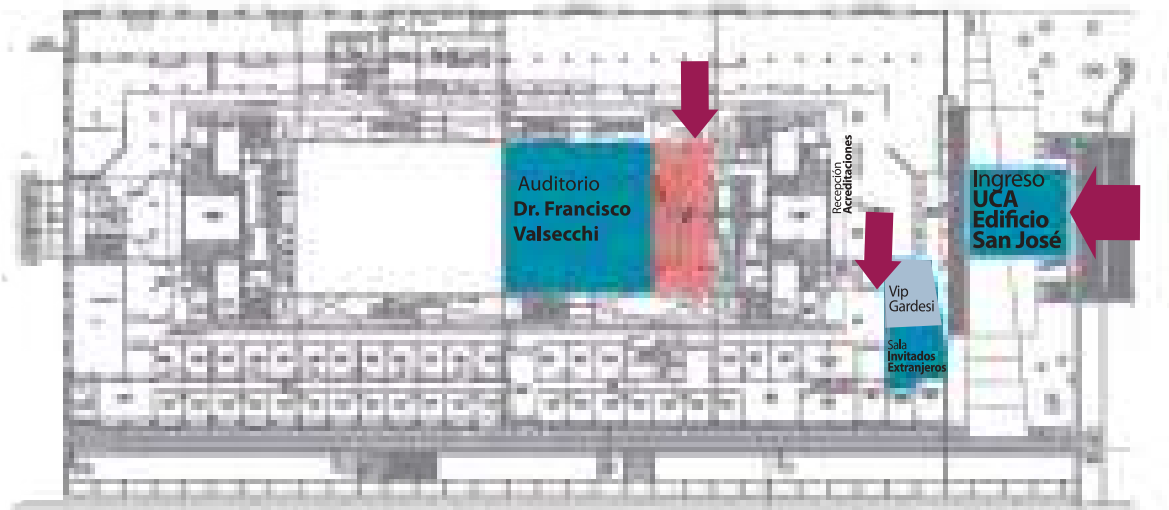 Auditorio
Dr. Francisco
Valsecchi
Recepción
Acreditaciones
Ingreso
UCA
Edificio
San José
Vip
Gardesi
Sala
Invitados
Extranjeros